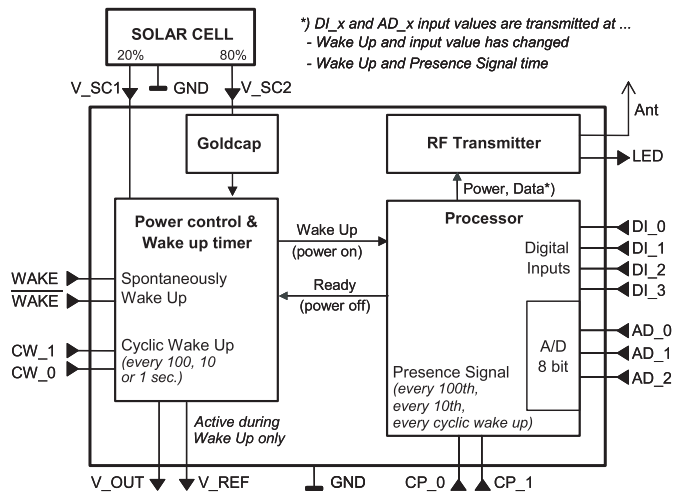 SOLAR CELL
20%
80%
*) DI_x and AD_x input values are transmitted at ...
- Wake Up and input value has changed
- Wake Up and Presence Signal time
V_SC1
GND
V_SC2
Ant
Goldcap
RF Transmitter
LED
Power, Data*)
Power control &
Wake up timer
Wake Up
(power on)
Ready
(power off)
Processor
Digital
Inputs
DI_0
DI_1
DI_2
DI_3
WAKE
WAKE
Spontaneously
Wake Up
CW_1
CW_0
Cyclic Wake Up
(every 100, 10
or 1 sec.)
A/D
8 bit
AD_0
AD_1
AD_2
Presence Signal
(every 100th,
every 10th,
every cyclic wake up)
Active during
Wake Up only
V_OUT
V_REF
GND
CP_0
CP_1